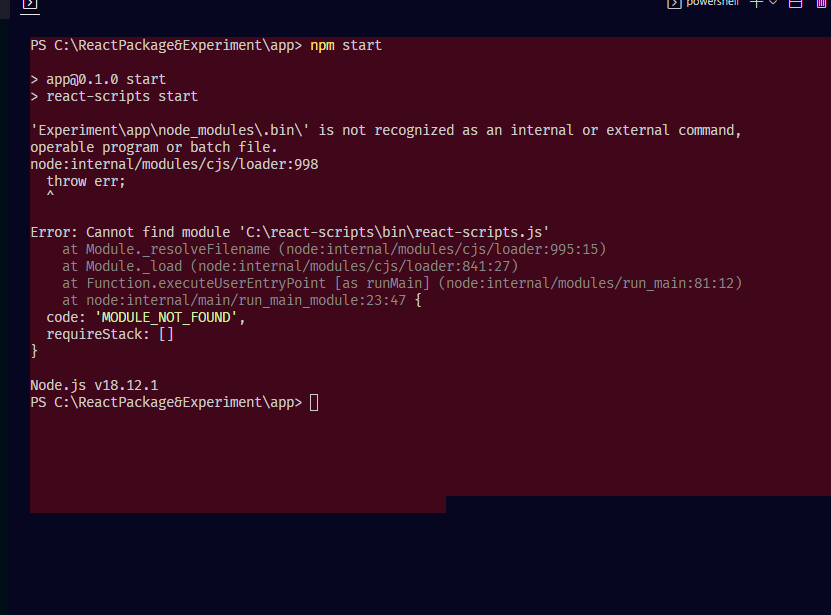 powershell
PS C:\ReactPackage&Experiment\app> npm start
> app@0.1.0 start
> react-scripts start
'Experiment\app\node_modules\.bin\' is not recognized as an internal or external command,
operable program or batch file.
node:internal/modules/cjs/loader:998
  throw err;
  ^
Error: Cannot find module 'C:\react-scripts\bin\react-scripts.js'
    at Module._resolveFilename (node:internal/modules/cjs/loader:995:15)
    at Module._load (node:internal/modules/cjs/loader:841:27)
    at Function.executeUserEntryPoint [as runMain] (node:internal/modules/run_main:81:12)
    at node:internal/main/run_main_module:23:47 {
  code: 'MODULE_NOT_FOUND',
  requireStack: []
}
Node.js v18.12.1
PS C:\ReactPackage&Experiment\app>